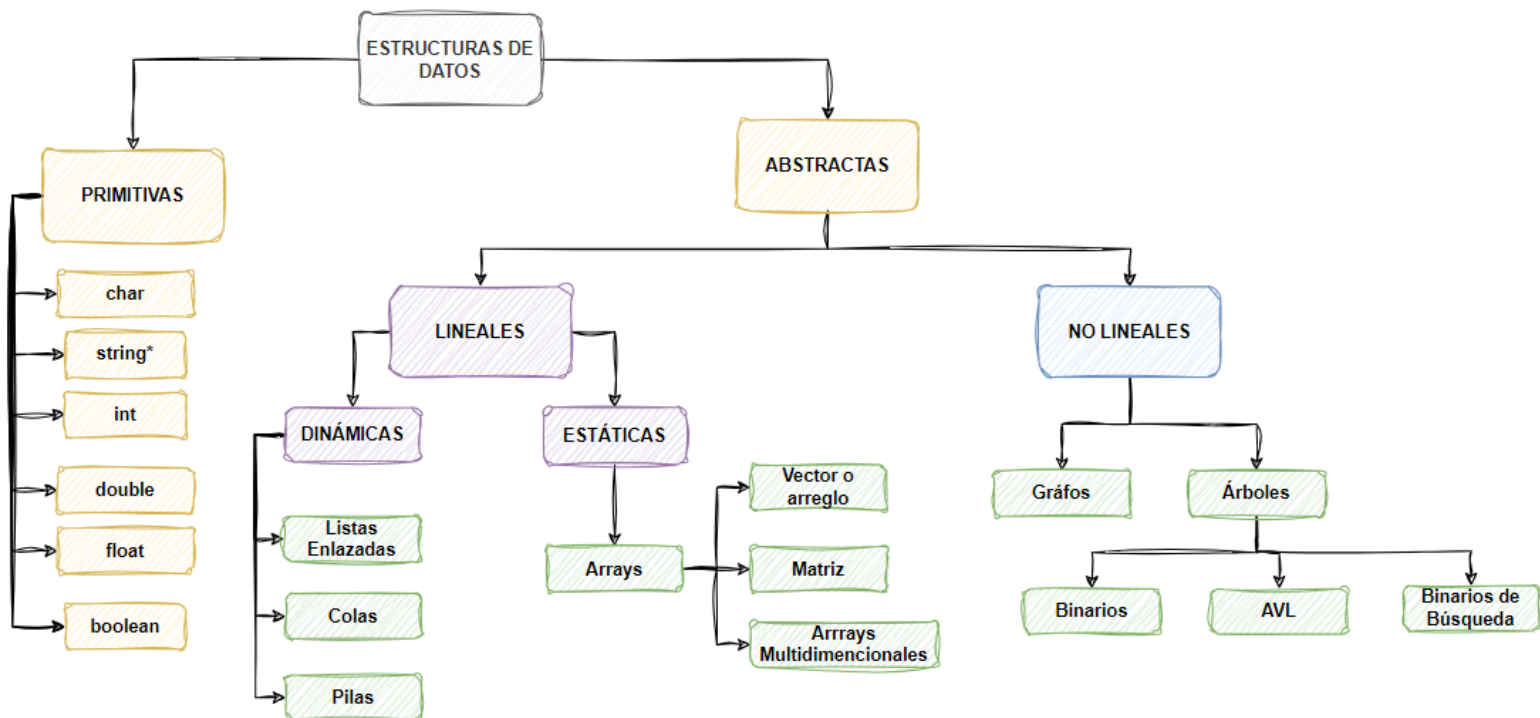 ESTRUCTURAS DE
DATOS
PRIMITIVAS
char
string*
int
double
float
boolean
ABSTRACTAS
LINEALES
DINÁMICAS
Listas
Enlazadas
Colas
Pilas
ESTÁTICAS
Arrays
Vector o
arreglo
Matriz
Arrrays
Multidimencionales
NO LINEALES
Gráfos
Árboles
Binarios
AVL
Binarios de
Búsqueda